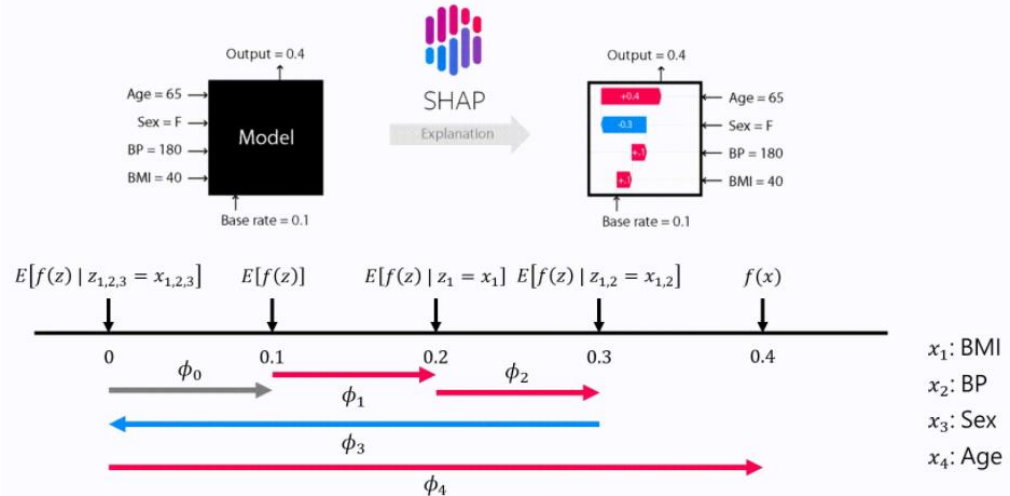 Output = 0.4
Age = 65
Sex = F
BP = 180
BMI = 40
Model
Base rate = 0.1
SHAP
Explanation
Output = 0.4
+0.4
-0.3
+.1
+.1
Age = 65
Sex = F
BP = 180
BMI = 40
Base rate = 0.1
E[f(z) | z₁,₂,₃ = x₁,₂,₃] E[f(z)] E[f(z) | z₁ = x₁] E[f(z) | z₁,₂ = x₁,₂] f(x)
0 0.1 0.2 0.3 0.4
ϕ₀ ϕ₂
ϕ₁
ϕ₃
ϕ₄
x₁: BMI
x₂: BP
x₃: Sex
x₄: Age